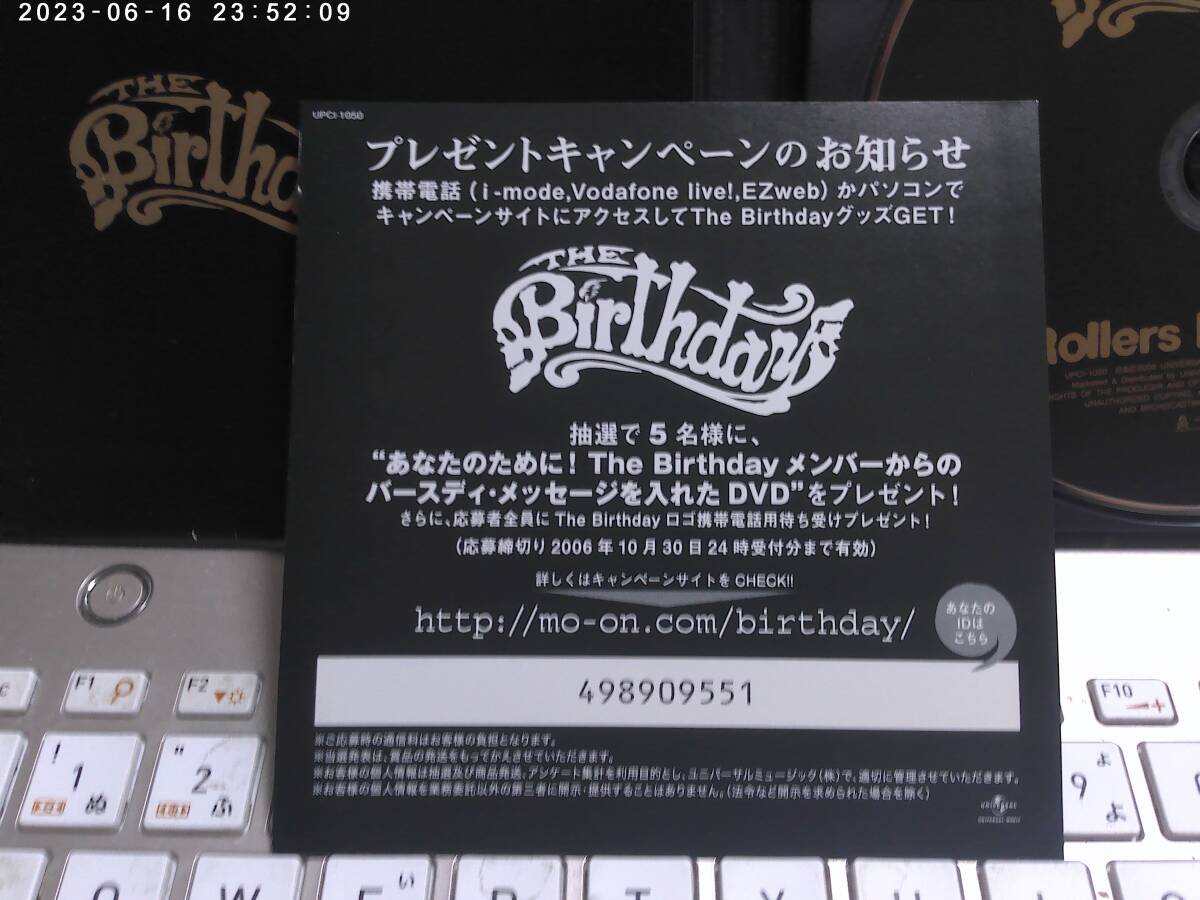 2023-06-16 23:52:09
THE
Birthd
UPCI-1050
プレゼントキャンペーンのお知らせ
携帯電話（i-mode,Vodafone live!,EZweb）かパソコンで
キャンペーンサイトにアクセスしてThe BirthdayグッズGET！
THE
Birthday
抽選で5名様に、
“あなたのために！The Birthdayメンバーからの
バースディ・メッセージを入れたDVD”をプレゼント！
さらに、応募者全員にThe Birthdayロゴ携帯電話用待ち受けプレゼント！
（応募締切り2006年10月30日24時受付分まで有効）
詳しくはキャンペーンサイトをCHECK!!
http://mo-on.com/birthday/
あなたの
IDは
こちら
498909551
※ご応募時の通信料はお客様の負担となります。
※当選発表は、賞品の発送をもってかえさせていただきます。
※お客様の個人情報は抽選及び商品発送、アンケート集計を利用目的とし、ユニバーサルミュージック（株）で、適切に管理させていただきます。
※お客様の個人情報を業務委託以外の第三者に開示・提供することはありません。（法令など開示を求められた場合を除く）
UNIVERSAL
UNIVERSAL MUSIC
Rollers
UPCI-1050
F1
F2
F10
! 1 ぬ
" 2 ふ
9 ょ よ
い